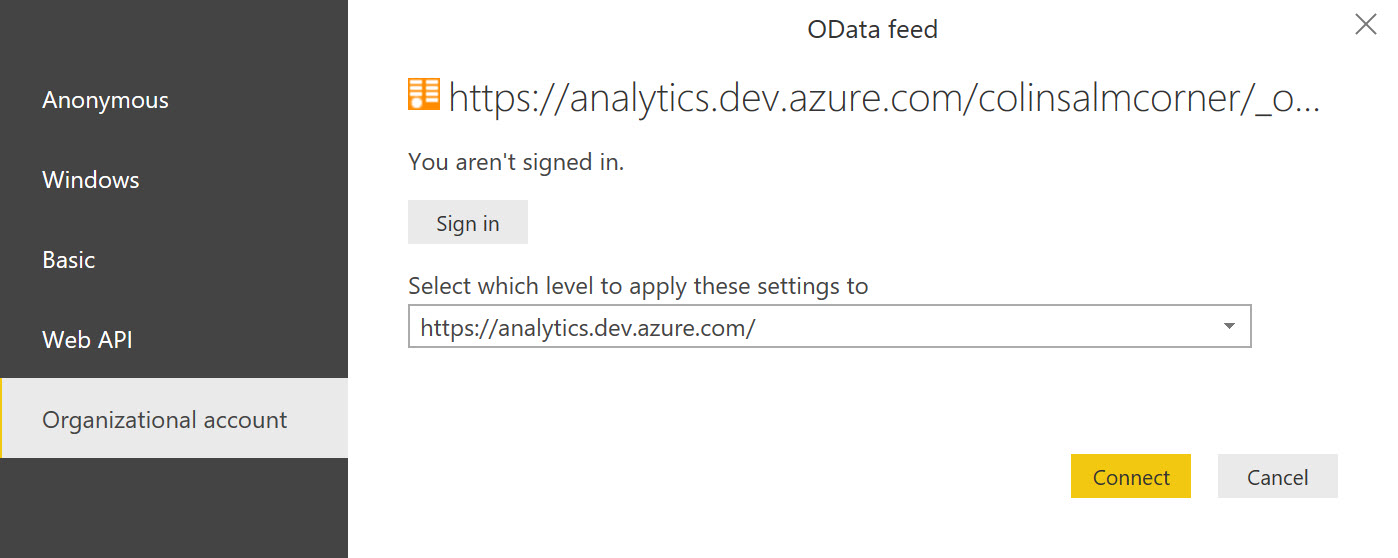 OData feed
Anonymous
Windows
Basic
Web API
Organizational account
https://analytics.dev.azure.com/colinsalmcorner/_o...
You aren't signed in.
Sign in
Select which level to apply these settings to
https://analytics.dev.azure.com/
Connect
Cancel